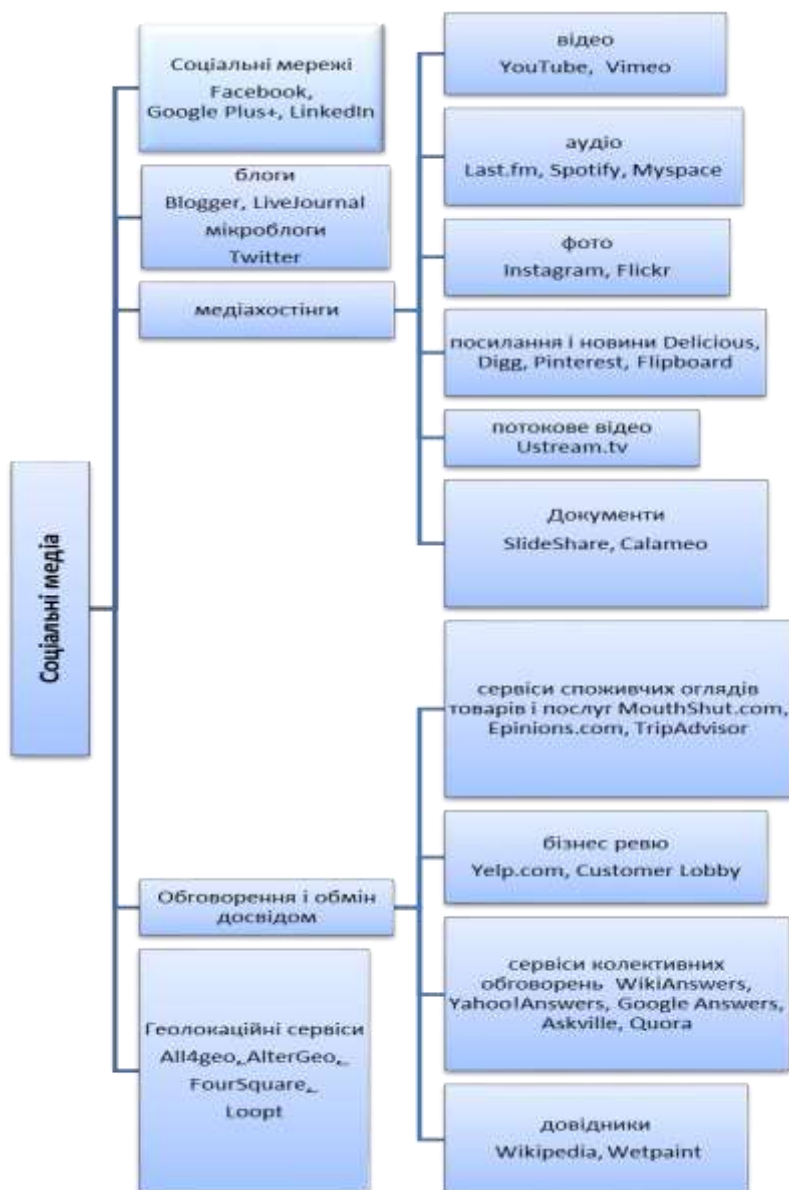 Соціальні медіа
Соціальні мережі
Facebook,
Google Plus+, LinkedIn
блоги
Blogger, LiveJournal
мікроблоги
Twitter
медіахостінги
відео
YouTube, Vimeo
аудіо
Last.fm, Spotify, Myspace
фото
Instagram, Flickr
посилання і новини Delicious,
Digg, Pinterest, Flipboard
потокове відео
Ustream.tv
Документи
SlideShare, Calameo
Обговорення і обмін
досвідом
сервіси споживчих оглядів
товарів і послуг MouthShut.com,
Epinions.com, TripAdvisor
бізнес ревю
Yelp.com, Customer Lobby
сервіси колективних
обговорень WikiAnswers,
Yahoo!Answers, Google Answers,
Askville, Quora
довідники
Wikipedia, Wetpaint
Геолокаційні сервіси
All4geo, AlterGeo,
FourSquare,
Loopt